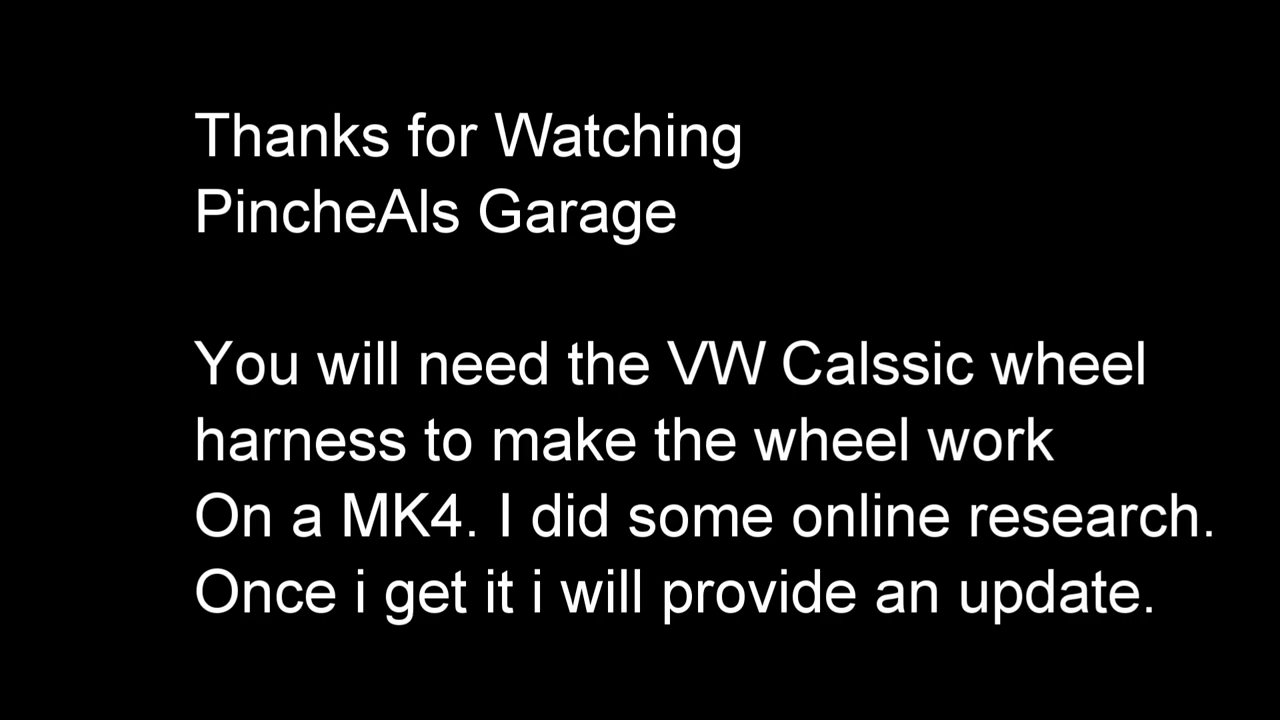 Thanks for Watching
PincheAls Garage
You will need the VW Calssic wheel
harness to make the wheel work
On a MK4. I did some online research.
Once i get it i will provide an update.